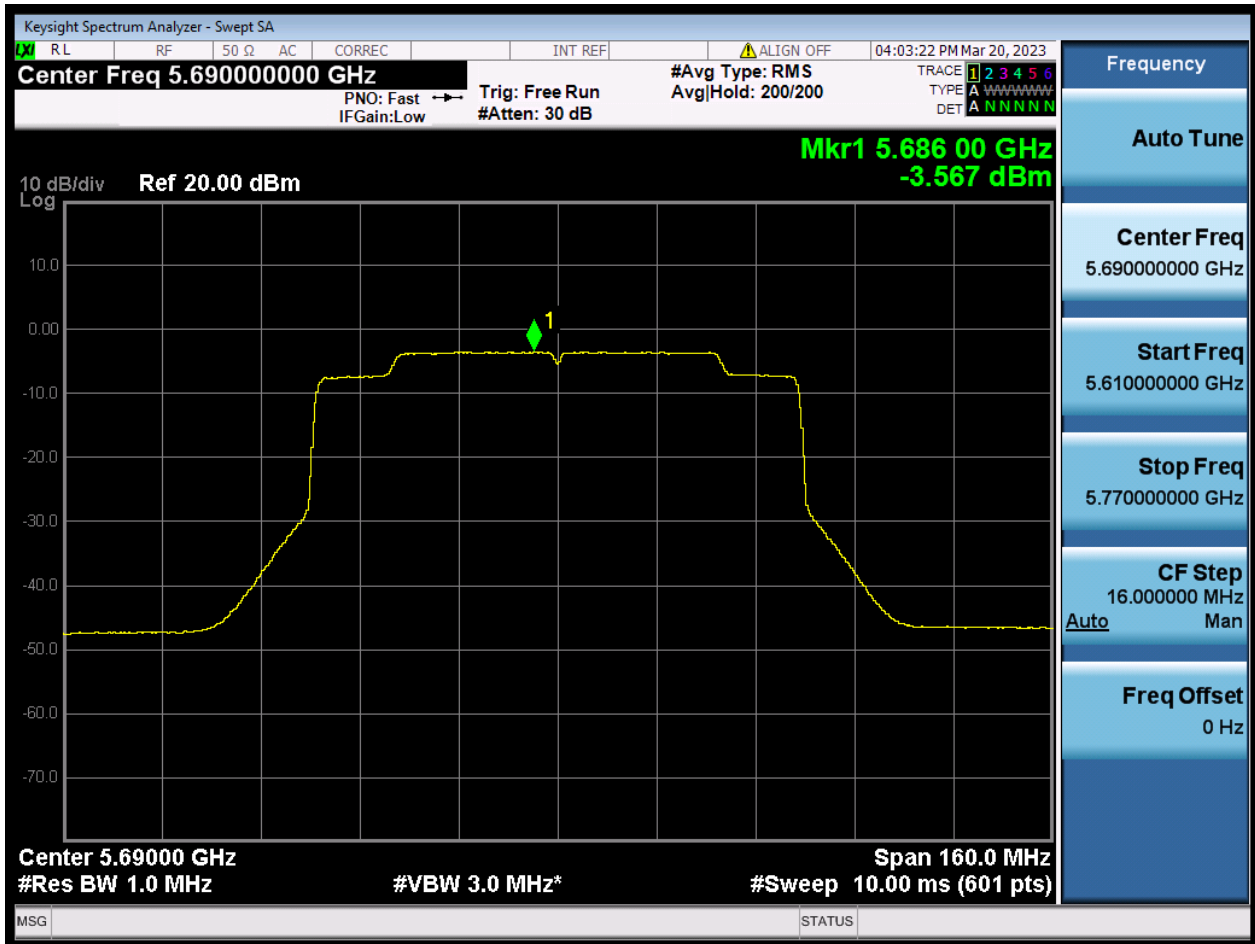 Keysight Spectrum Analyzer - Swept SA
LXI RL RF 50 Ω AC CORREC INT REF ALIGN OFF 04:03:22 PM Mar 20, 2023
Center Freq 5.690000000 GHz
PNO: Fast
IFGain:Low
Trig: Free Run
#Atten: 30 dB
#Avg Type: RMS
Avg|Hold: 200/200
TRACE 1 2 3 4 5 6
TYPE A WWWWW
DET A N N N N N
Mkr1 5.686 00 GHz
-3.567 dBm
10 dB/div Ref 20.00 dBm
Log
10.0
0.00
-10.0
-20.0
-30.0
-40.0
-50.0
-60.0
-70.0
1
Center 5.69000 GHz Span 160.0 MHz
#Res BW 1.0 MHz #VBW 3.0 MHz* #Sweep 10.00 ms (601 pts)
MSG STATUS
Frequency
Auto Tune
Center Freq
5.690000000 GHz
Start Freq
5.610000000 GHz
Stop Freq
5.770000000 GHz
CF Step
16.000000 MHz
Auto Man
Freq Offset
0 Hz